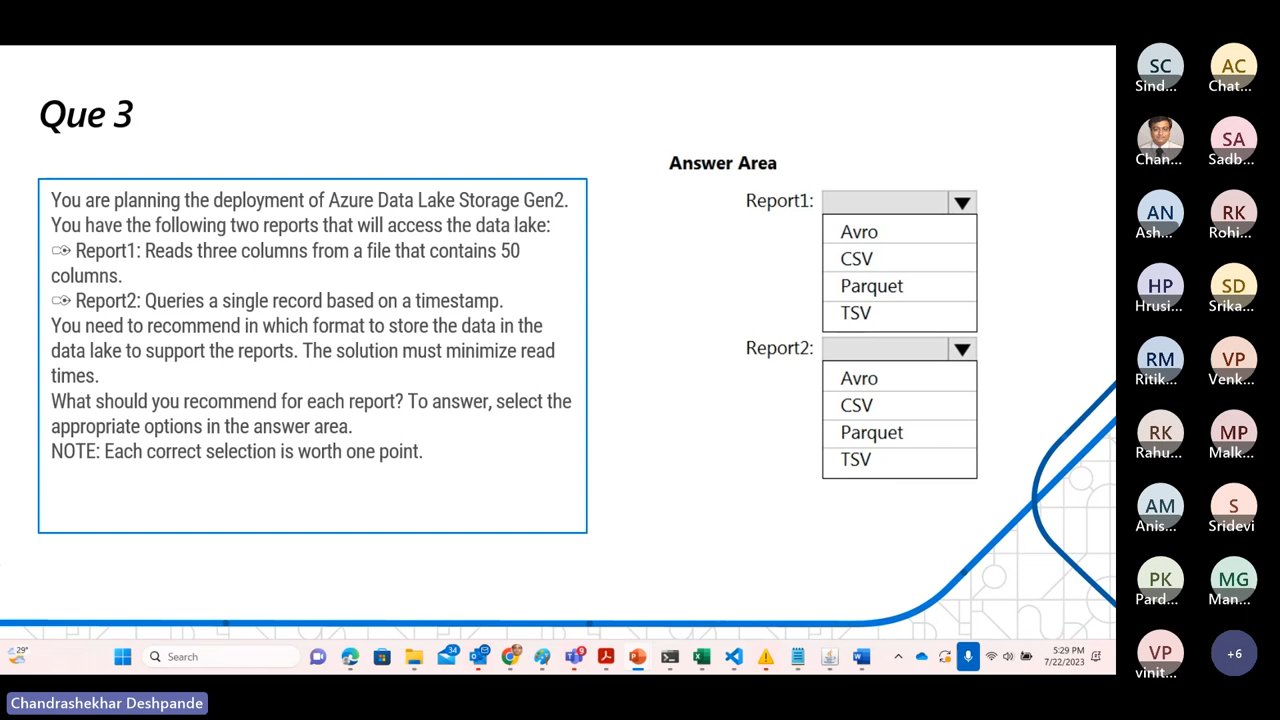 Que 3
You are planning the deployment of Azure Data Lake Storage Gen2.
You have the following two reports that will access the data lake:
Report1: Reads three columns from a file that contains 50
columns.
Report2: Queries a single record based on a timestamp.
You need to recommend in which format to store the data in the
data lake to support the reports. The solution must minimize read
times.
What should you recommend for each report? To answer, select the
appropriate options in the answer area.
NOTE: Each correct selection is worth one point.
Answer Area
Report1:
Avro
CSV
Parquet
TSV
Report2:
Avro
CSV
Parquet
TSV
SC
Sind...
AC
Chat...
Chan...
SA
Sadb...
AN
Ash...
RK
Rohi...
HP
Hrusi...
SD
Srika...
RM
Ritik...
VP
Venk...
RK
Rahu...
MP
Malk...
AM
Anis...
S
Sridevi
PK
Pard...
MG
Man...
VP
vinit...
+6
29°
Search
34
9
5:29 PM
7/22/2023
Chandrashekhar Deshpande